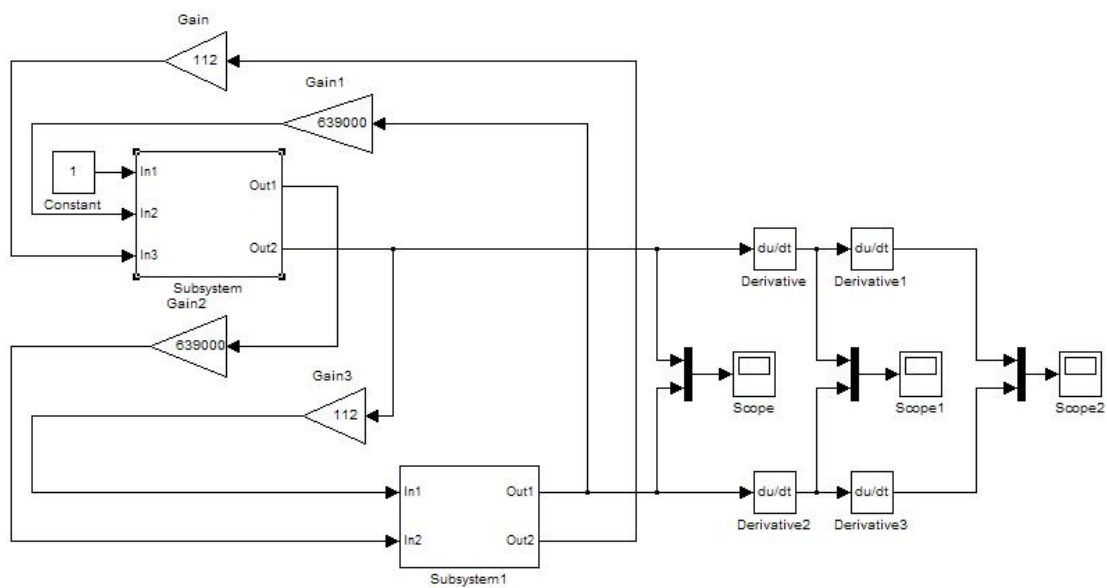 Gain
112
Gain1
639000
1
Constant
In1
In2
In3
Out1
Out2
Subsystem
Gain2
639000
Gain3
112
In1
In2
Out1
Out2
Subsystem1
du/dt
Derivative
du/dt
Derivative1
Scope
Scope1
Scope2
du/dt
Derivative2
du/dt
Derivative3